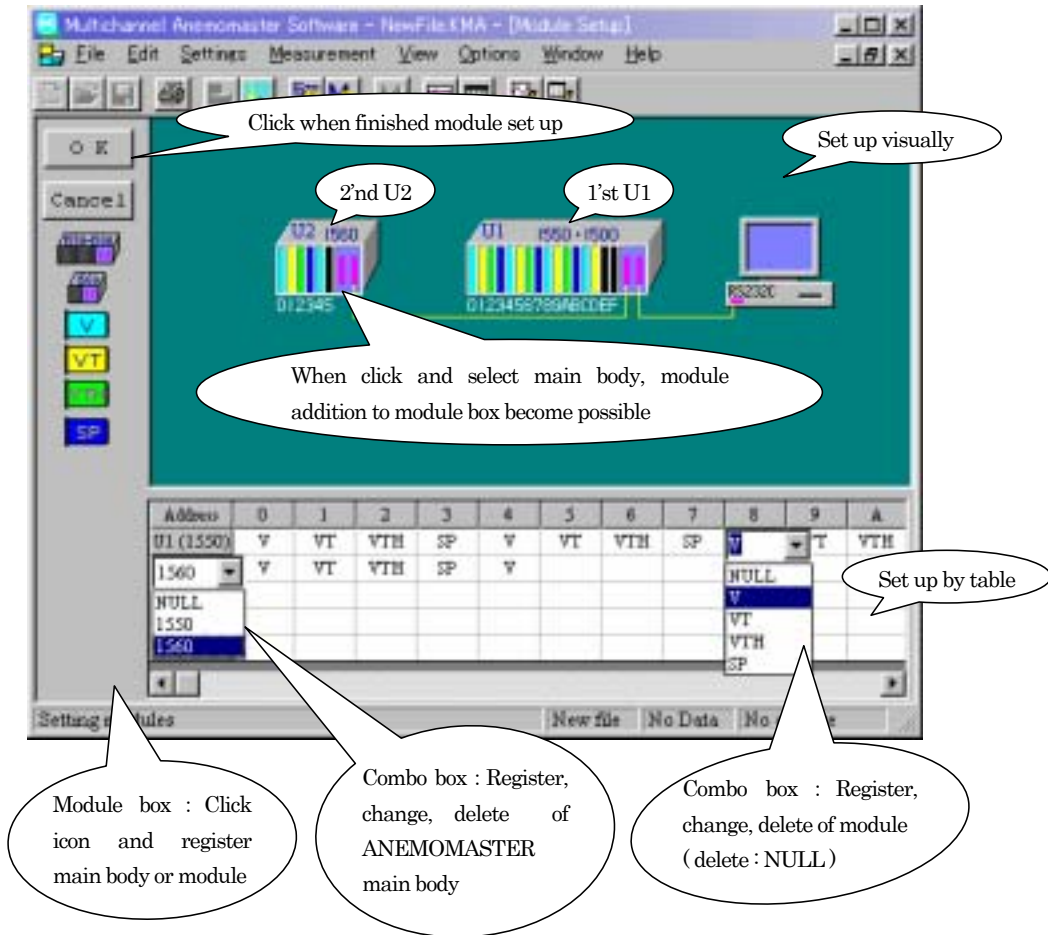 Multichannel Anemomaster Software - NewFile.KMA - [Module Setup]
File Edit Settings Measurement View Options Window Help
Click when finished module set up
Set up visually
O K
Cancel
2’nd U2
1’st U1
U2 1560
U1 1550 • 1500
RS232C
012345
0123456789ABCDEF
V
VT
SP
When click and select main body, module
addition to module box become possible
Address 0 1 2 3 4 5 6 7 8 9 A
U1 (1550) V VT VTH SP V VT VTH SP V T VTH
1560 V VT VTH SP V
NULL
1550
1560
NULL
V
VT
VTH
SP
Set up by table
Setting ules New file No Data No
Module box : Click
icon and register
main body or module
Combo box : Register,
change, delete of
ANEMOMASTER
main body
Combo box : Register,
change, delete of module
( delete : NULL )